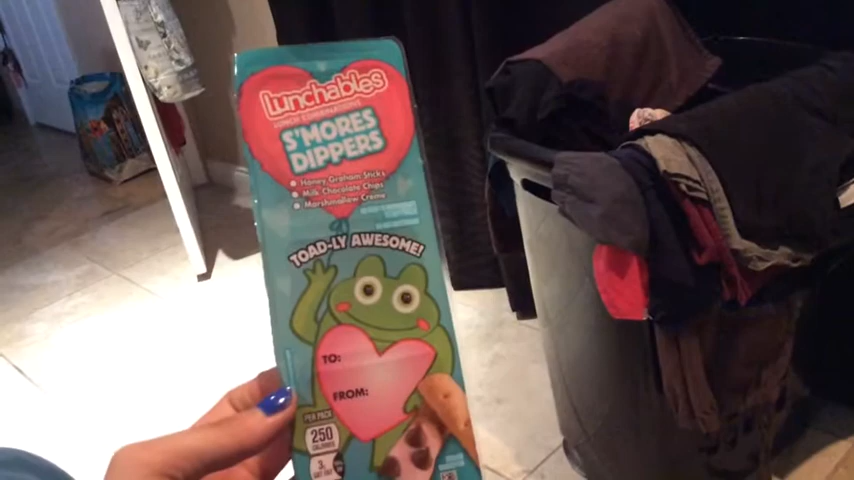 Lunchables
LUNCH COMBINATIONS
S'MORES
DIPPERS
Honey Graham Sticks
Milk Chocolate Chips
Marshmallow Creme
TOAD-LY AWESOME!
TO:
FROM:
PER PACK
250
CALORIES